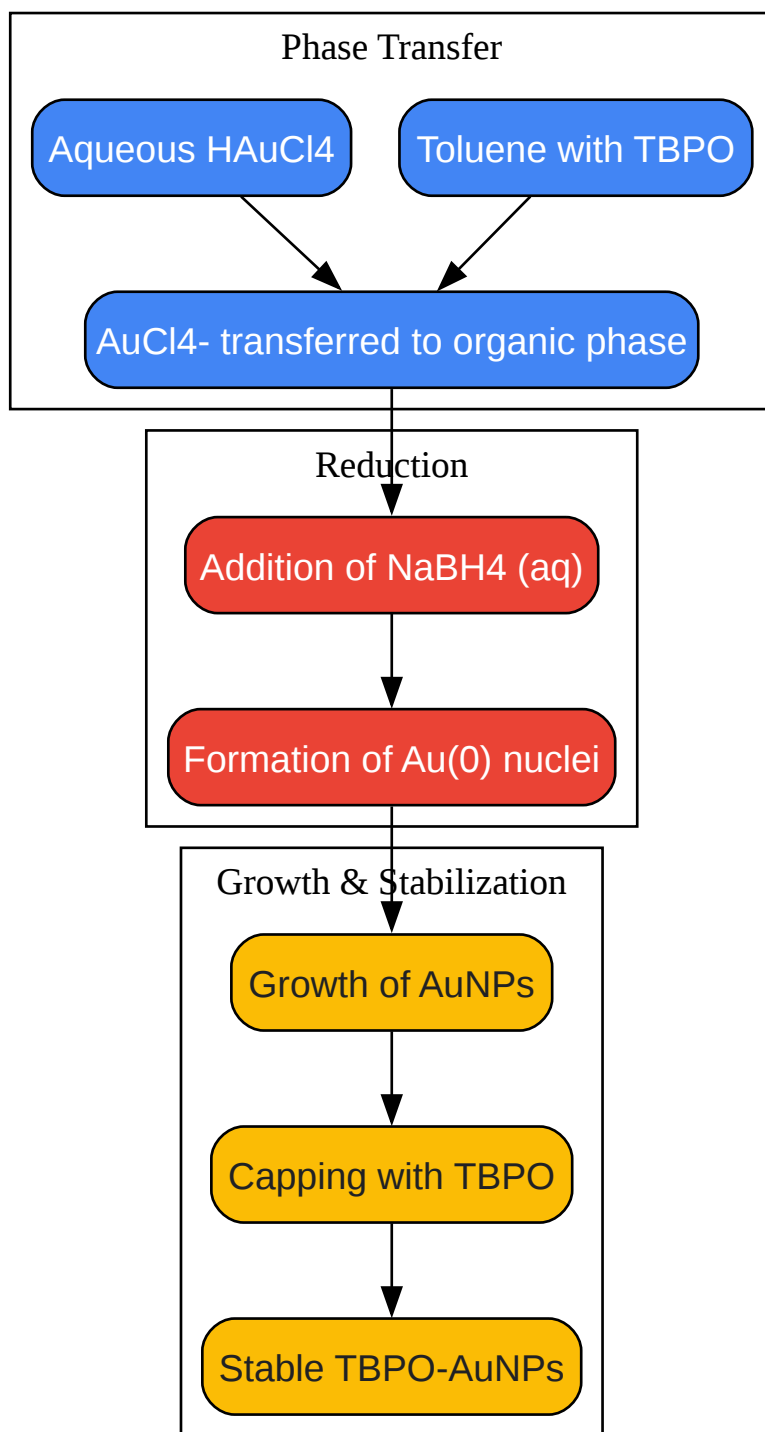 Phase Transfer
Aqueous HAuCl4
Toluene with TBPO
AuCl4- transferred to organic phase
Reduction
Addition of NaBH4 (aq)
Formation of Au(0) nuclei
Growth & Stabilization
Growth of AuNPs
Capping with TBPO
Stable TBPO-AuNPs